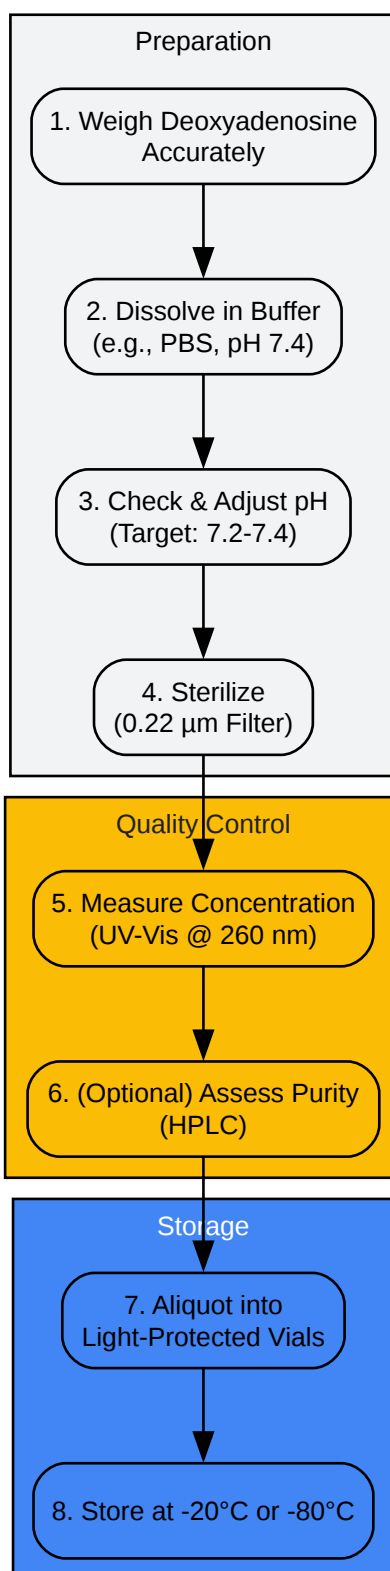 Preparation
1. Weigh Deoxyadenosine
Accurately
2. Dissolve in Buffer
(e.g., PBS, pH 7.4)
3. Check & Adjust pH
(Target: 7.2-7.4)
4. Sterilize
(0.22 µm Filter)
Quality Control
5. Measure Concentration
(UV-Vis @ 260 nm)
6. (Optional) Assess Purity
(HPLC)
Storage
7. Aliquot into
Light-Protected Vials
8. Store at -20°C or -80°C